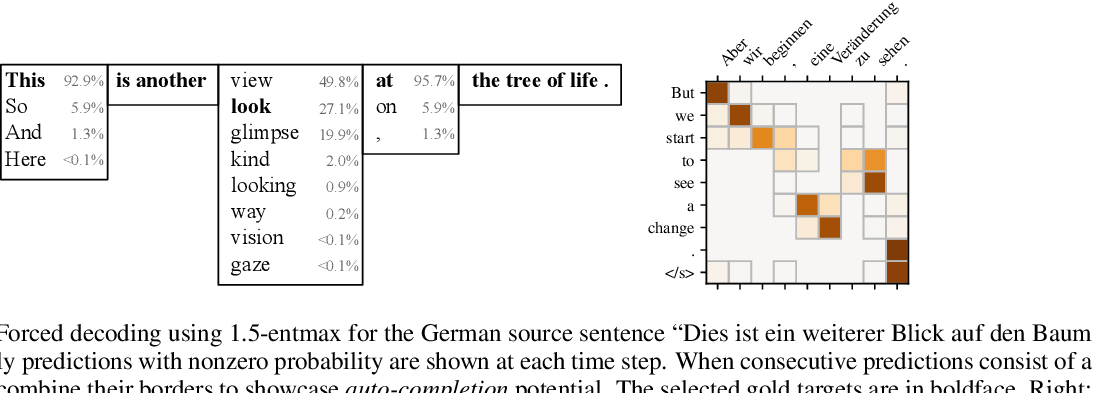 This 92.9% is another view 49.8% at 95.7% the tree of life .
So 5.9% look 27.1% on 5.9%
And 1.3% glimpse 19.9% , 1.3%
Here <0.1% kind 2.0%
looking 0.9%
way 0.2%
vision <0.1%
gaze <0.1%
Aber wir beginnen , eine Veränderung zu sehen .
But
we
start
to
see
a
change
.
</s>
Forced decoding using 1.5-entmax for the German source sentence “Dies ist ein weiterer Blick auf den Baum
ly predictions with nonzero probability are shown at each time step. When consecutive predictions consist of a
combine their borders to showcase auto-completion potential. The selected gold targets are in boldface. Right: